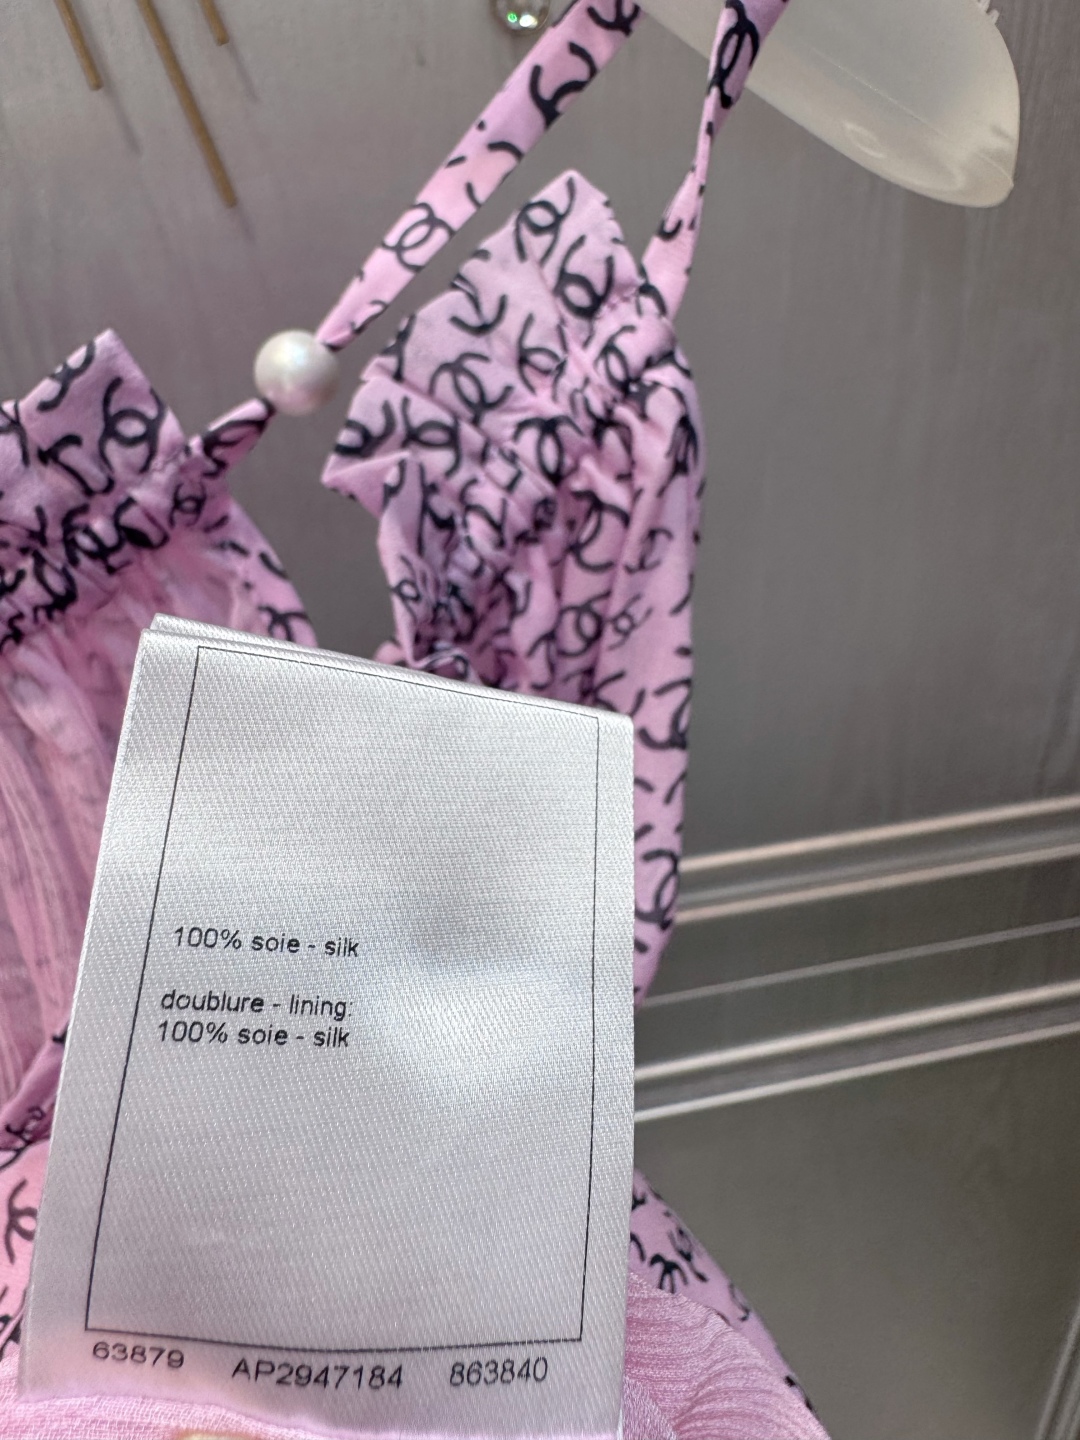 100% soie - silk
doublure - lining:
100% soie - silk
63879 AP2947184 863840